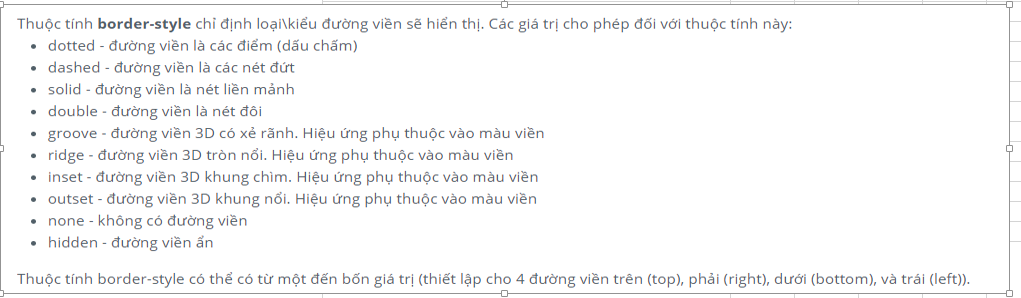 Thuộc tính border-style chỉ định loại\kiểu đường viền sẽ hiển thị. Các giá trị cho phép đối với thuộc tính này:
• dotted - đường viền là các điểm (dấu chấm)
• dashed - đường viền là các nét đứt
• solid - đường viền là nét liền mảnh
• double - đường viền là nét đôi
• groove - đường viền 3D có xẻ rãnh. Hiệu ứng phụ thuộc vào màu viền
• ridge - đường viền 3D tròn nổi. Hiệu ứng phụ thuộc vào màu viền
• inset - đường viền 3D khung chìm. Hiệu ứng phụ thuộc vào màu viền
• outset - đường viền 3D khung nổi. Hiệu ứng phụ thuộc vào màu viền
• none - không có đường viền
• hidden - đường viền ẩn
Thuộc tính border-style có thể có từ một đến bốn giá trị (thiết lập cho 4 đường viền trên (top), phải (right), dưới (bottom), và trái (left)).